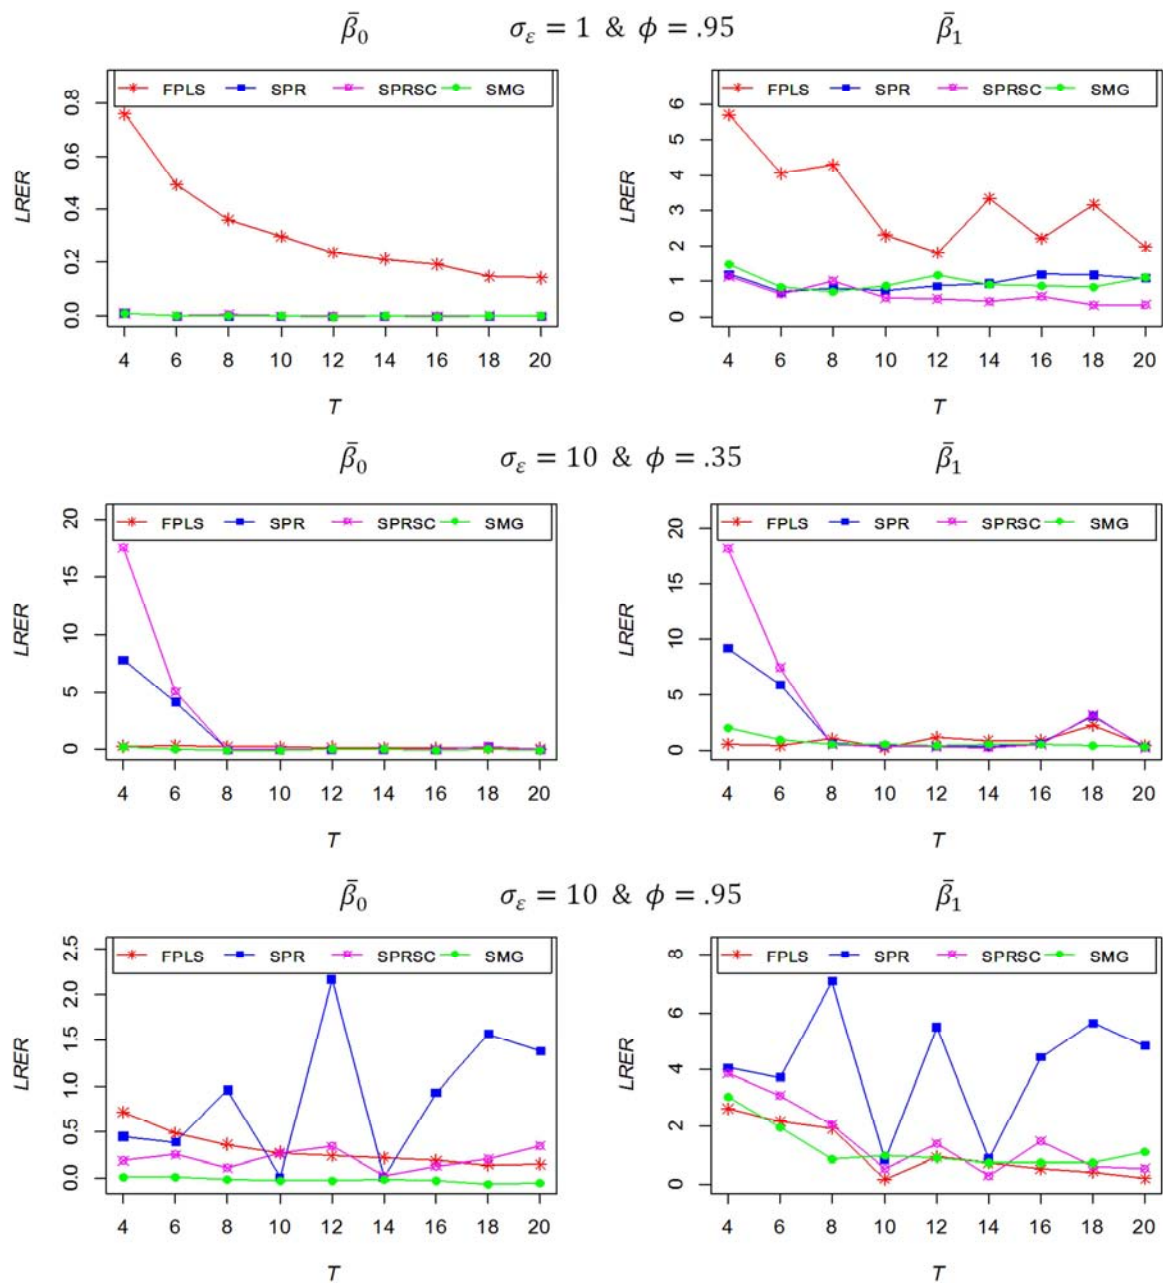 β̄₀ σ_ε = 1 & ϕ = .95 β̄₁
FPLS SPR SPRSC SMG
0.8
0.6
0.4
0.2
0.0
LRER
4 6 8 10 12 14 16 18 20
T
FPLS SPR SPRSC SMG
6
5
4
3
2
1
0
LRER
4 6 8 10 12 14 16 18 20
T
β̄₀ σ_ε = 10 & ϕ = .35 β̄₁
FPLS SPR SPRSC SMG
20
15
10
5
0
LRER
4 6 8 10 12 14 16 18 20
T
FPLS SPR SPRSC SMG
20
15
10
5
0
LRER
4 6 8 10 12 14 16 18 20
T
β̄₀ σ_ε = 10 & ϕ = .95 β̄₁
FPLS SPR SPRSC SMG
2.5
2.0
1.5
1.0
0.5
0.0
LRER
4 6 8 10 12 14 16 18 20
T
FPLS SPR SPRSC SMG
8
6
4
2
0
LRER
4 6 8 10 12 14 16 18 20
T